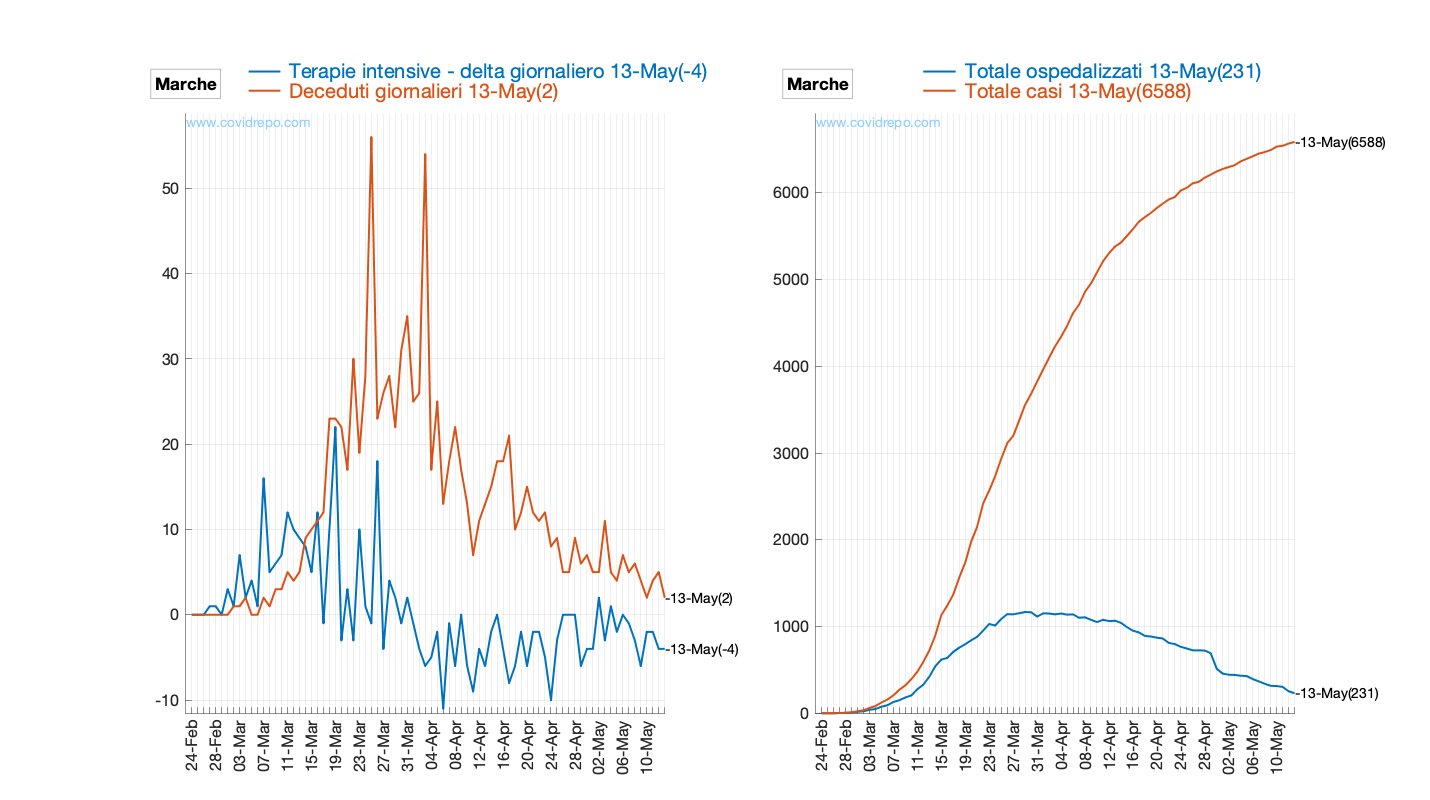 Marche
Terapie intensive - delta giornaliero 13-May(-4)
Deceduti giornalieri 13-May(2)
www.covidrepo.com
50
40
30
20
10
0
-10
13-May(2)
13-May(-4)
24-Feb
28-Feb
03-Mar
07-Mar
11-Mar
15-Mar
19-Mar
23-Mar
27-Mar
31-Mar
04-Apr
08-Apr
12-Apr
16-Apr
20-Apr
24-Apr
28-Apr
02-May
06-May
10-May
Marche
Totale ospedalizzati 13-May(231)
Totale casi 13-May(6588)
www.covidrepo.com
6000
5000
4000
3000
2000
1000
0
13-May(6588)
13-May(231)
24-Feb
28-Feb
03-Mar
07-Mar
11-Mar
15-Mar
19-Mar
23-Mar
27-Mar
31-Mar
04-Apr
08-Apr
12-Apr
16-Apr
20-Apr
24-Apr
28-Apr
02-May
06-May
10-May